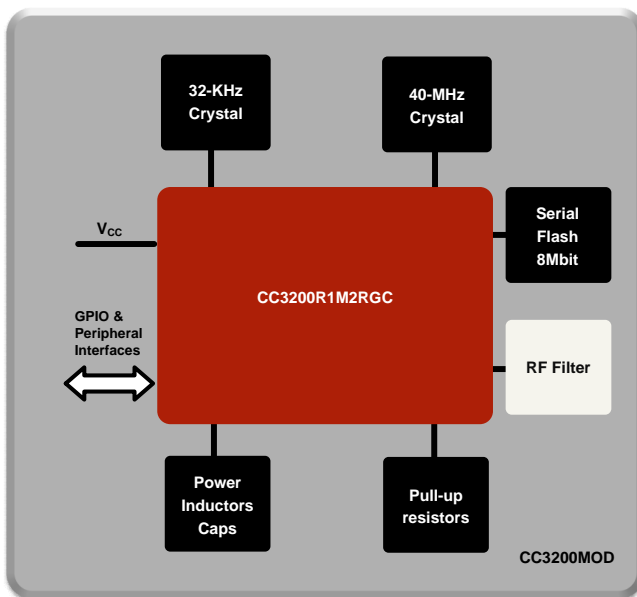 32-KHz
Crystal
40-MHz
Crystal
VCC
Serial
Flash
8Mbit
CC3200R1M2RGC
GPIO &
Peripheral
Interfaces
RF Filter
Power
Inductors
Caps
Pull-up
resistors
CC3200MOD